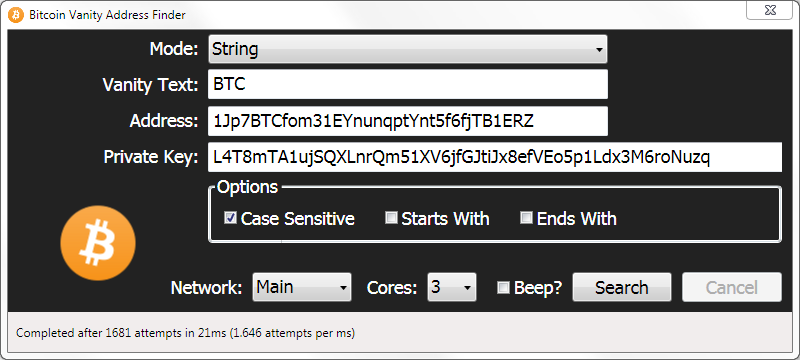 Bitcoin Vanity Address Finder
Mode: String
Vanity Text: BTC
Address: 1Jp7BTCfom31EYnunqptYnt5f6fjTB1ERZ
Private Key: L4T8mTA1ujSQXLnrQm51XV6jfGJtiJx8efVEo5p1Ldx3M6roNuzq
Options
Case Sensitive Starts With Ends With
Network: Main Cores: 3 Beep? Search Cancel
Completed after 1681 attempts in 21ms (1.646 attempts per ms)